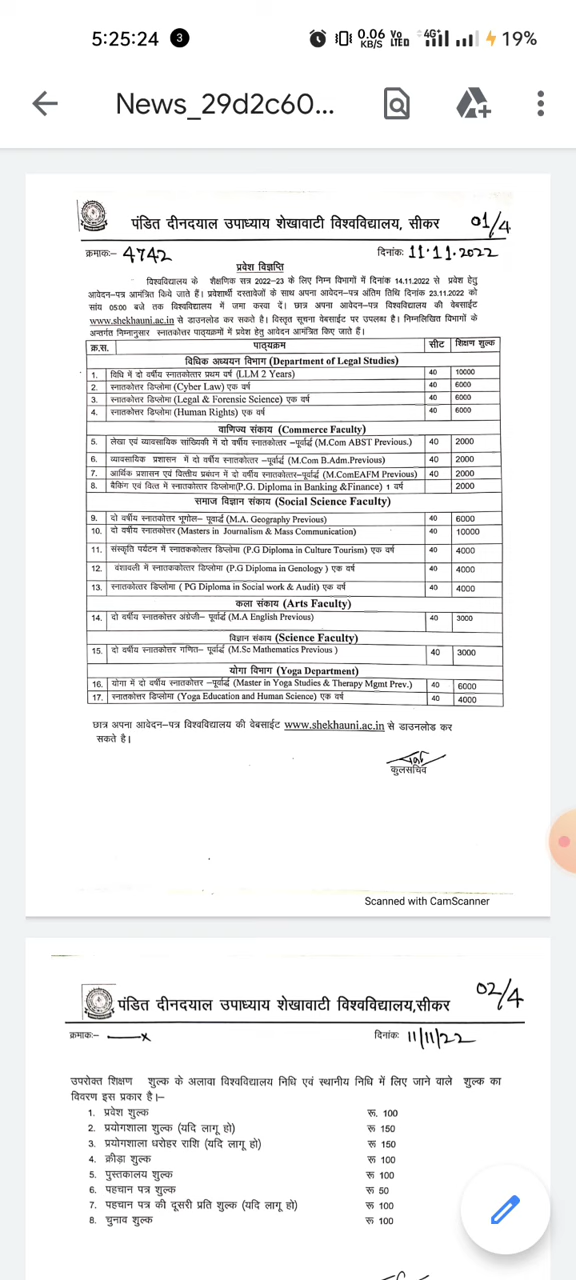 5:25:24 3 0.06 KB/S Vo LTED 4G+ 19%
News_29d2c60...
पंडित दीनदयाल उपाध्याय शेखावाटी विश्वविद्यालय, सीकर 01/4
क्रमाकः- 4742 दिनांकः 11.11.2022
प्रवेश विज्ञप्ति
विश्वविद्यालय के शैक्षणिक सत्र 2022-23 के लिए निम्न विभागों में दिनांक 14.11.2022 से प्रवेश हेतु
आवेदन-पत्र आमंत्रित किये जाते हैं। प्रवेशार्थी दस्तावेजों के साथ अपना आवेदन-पत्र अंतिम तिथि दिनांक 23.11.2022 को
सांय 05:00 बजे तक विश्वविद्यालय में जमा करवा दें। छात्र अपना आवेदन-पत्र विश्वविद्यालय की वेबसाईट
www.shekhauni.ac.in से डाउनलोड कर सकते है। विस्तृत सूचना वेबसाईट पर उपलब्ध है। निम्नलिखित विभागों के
अन्तर्गत निम्नानुसार स्नातकोत्तर पाठ्यक्रमों में प्रवेश हेतु आवेदन आमंत्रित किए जाते हैं।
क्र.स. पाठ्यक्रम सीट शिक्षण शुल्क
विधिक अध्ययन विभाग (Department of Legal Studies)
1. विधि में दो वर्षीय स्नातकोत्तर प्रथम वर्ष (LLM 2 Years) 40 10000
2. स्नातकोत्तर डिप्लोमा (Cyber Law) एक वर्ष 40 6000
3. स्नातकोत्तर डिप्लोमा (Legal & Forensic Science) एक वर्ष 40 6000
4. स्नातकोत्तर डिप्लोमा (Human Rights) एक वर्ष 40 6000
वाणिज्य संकाय (Commerce Faculty)
5. लेखा एवं व्यावसायिक सांख्यिकी में दो वर्षीय स्नातकोत्तर -पूर्वार्द्ध (M.Com ABST Previous.) 40 2000
6. व्यावसायिक प्रशासन में दो वर्षीय स्नातकोत्तर -पूर्वार्द्ध (M.Com B.Adm.Previous) 40 2000
7. आर्थिक प्रशासन एवं वित्तीय प्रबंधन में दो वर्षीय स्नातकोत्तर-पूर्वार्द्ध (M.ComEAFM Previous) 40 2000
8. बैकिंग एवं वित्त में स्नातकोत्तर डिप्लोमा(P.G. Diploma in Banking &Finance) 1 वर्ष 2000
समाज विज्ञान संकाय (Social Science Faculty)
9. दो वर्षीय स्नातकोत्तर भूगोल- पूर्वार्द्ध (M.A. Geography Previous) 40 6000
10. दो वर्षीय स्नातकोत्तर (Masters in Journalism & Mass Communication) 40 10000
11. संस्कृति पर्यटन में स्नातककोत्तर डिप्लोमा (P.G Diploma in Culture Tourism) एक वर्ष 40 4000
12. वंशावली में स्नातककोत्तर डिप्लोमा (P.G Diploma in Genology ) एक वर्ष 40 4000
13. स्नातकोत्तर डिप्लोमा ( PG Diploma in Social work & Audit) एक वर्ष 40 4000
कला संकाय (Arts Faculty)
14. दो वर्षीय स्नातकोत्तर अंग्रेजी- पूर्वार्द्ध (M.A English Previous) 40 3000
विज्ञान संकाय (Science Faculty)
15. दो वर्षीय स्नातकोत्तर गणित- पूर्वार्द्ध (M.Sc Mathematics Previous ) 40 3000
योगा विभाग (Yoga Department)
16. योगा में दो वर्षीय स्नातकोत्तर -पूर्वार्द्ध (Master in Yoga Studies & Therapy Mgmt Prev.) 40 6000
17. स्नातकोत्तर डिप्लोमा (Yoga Education and Human Science) एक वर्ष 40 4000
छात्र अपना आवेदन-पत्र विश्वविद्यालय की वेबसाईट www.shekhauni.ac.in से डाउनलोड कर
सकते है।
कुलसचिव
Scanned with CamScanner
पंडित दीनदयाल उपाध्याय शेखावाटी विश्वविद्यालय,सीकर 02/4
क्रमाकः- —x दिनांकः 11/11/22
उपरोक्त शिक्षण शुल्क के अलावा विश्वविद्यालय निधि एवं स्थानीय निधि में लिए जाने वाले शुल्क का
विवरण इस प्रकार है।-
1. प्रवेश शुल्क रू. 100
2. प्रयोगशाला शुल्क (यदि लागू हो) रू 150
3. प्रयोगशाला धरोहर राशि (यदि लागू हो) रू 150
4. क्रीड़ा शुल्क रू 100
5. पुस्तकालय शुल्क रू 100
6. पहचान पत्र शुल्क रू 50
7. पहचान पत्र की दूसरी प्रति शुल्क (यदि लागू हो) रू 100
8. चुनाव शुल्क रू 100